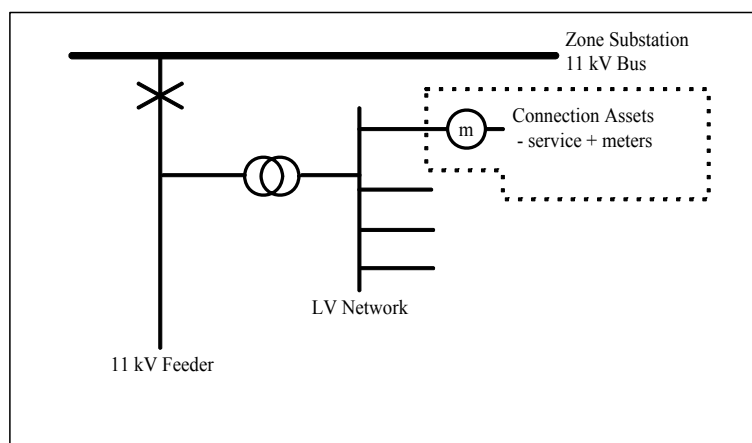 Zone Substation
11 kV Bus
Connection Assets
- service + meters
m
LV Network
11 kV Feeder